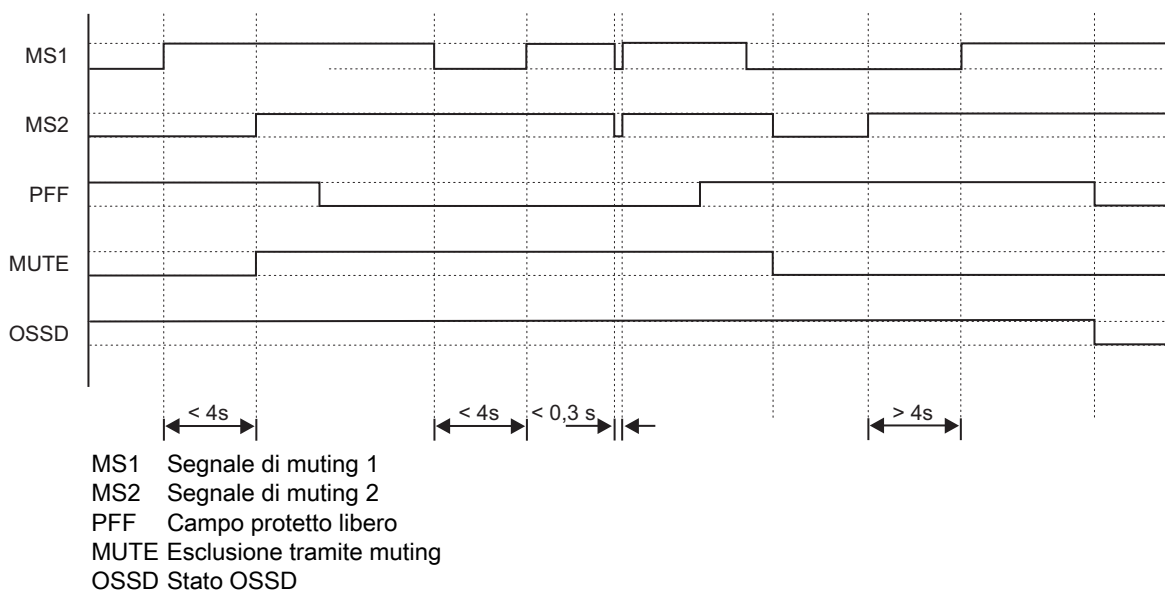 MS1
MS2
PFF
MUTE
OSSD
< 4s < 4s < 0,3 s > 4s
MS1 Segnale di muting 1
MS2 Segnale di muting 2
PFF Campo protetto libero
MUTE Esclusione tramite muting
OSSD Stato OSSD